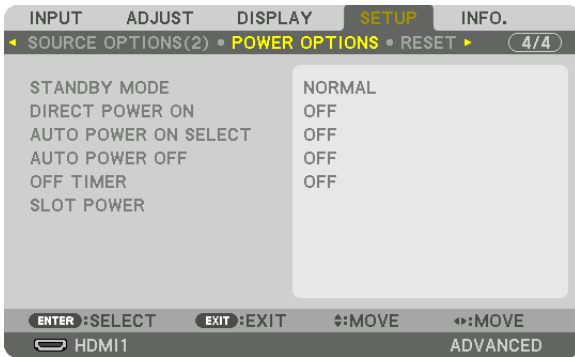 INPUT ADJUST DISPLAY SETUP INFO.
SOURCE OPTIONS(2) • POWER OPTIONS • RESET 4/4
STANDBY MODE NORMAL
DIRECT POWER ON OFF
AUTO POWER ON SELECT OFF
AUTO POWER OFF OFF
OFF TIMER OFF
SLOT POWER
ENTER :SELECT EXIT :EXIT :MOVE :MOVE
HDMI1 ADVANCED